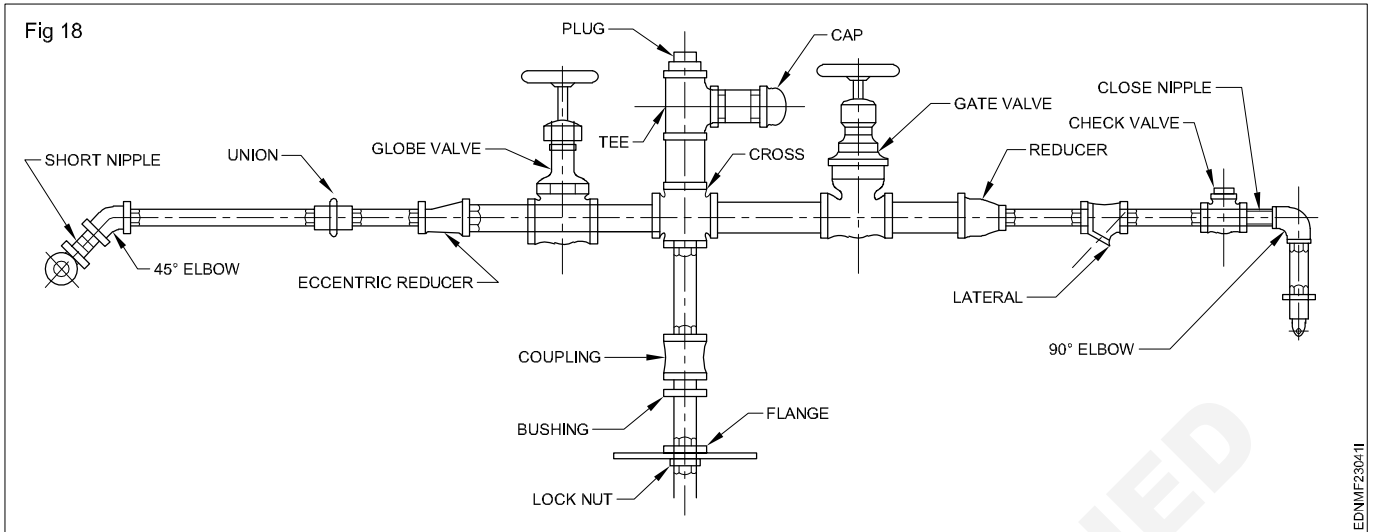 Fig 18
PLUG
CAP
CLOSE NIPPLE
GATE VALVE
CHECK VALVE
TEE
SHORT NIPPLE
UNION
GLOBE VALVE
CROSS
REDUCER
45° ELBOW
ECCENTRIC REDUCER
LATERAL
90° ELBOW
COUPLING
BUSHING
FLANGE
LOCK NUT
EDNMF23041I